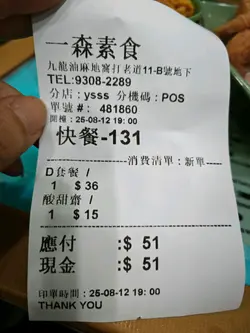 一森素食
九龍油麻地窩打老道11-B號地下
TEL:9308-2289
分店: ysss 分機碼: POS
單號 #: 481860
開檯: 25-08-12 19: 00
快餐-131
消費清單: 新單
D套餐 /
1 $ 36
酸甜齋 /
1 $ 15
應付 :$ 51
現金 :$ 51
印單時間: 25-08-12 19: 00
THANK YOU